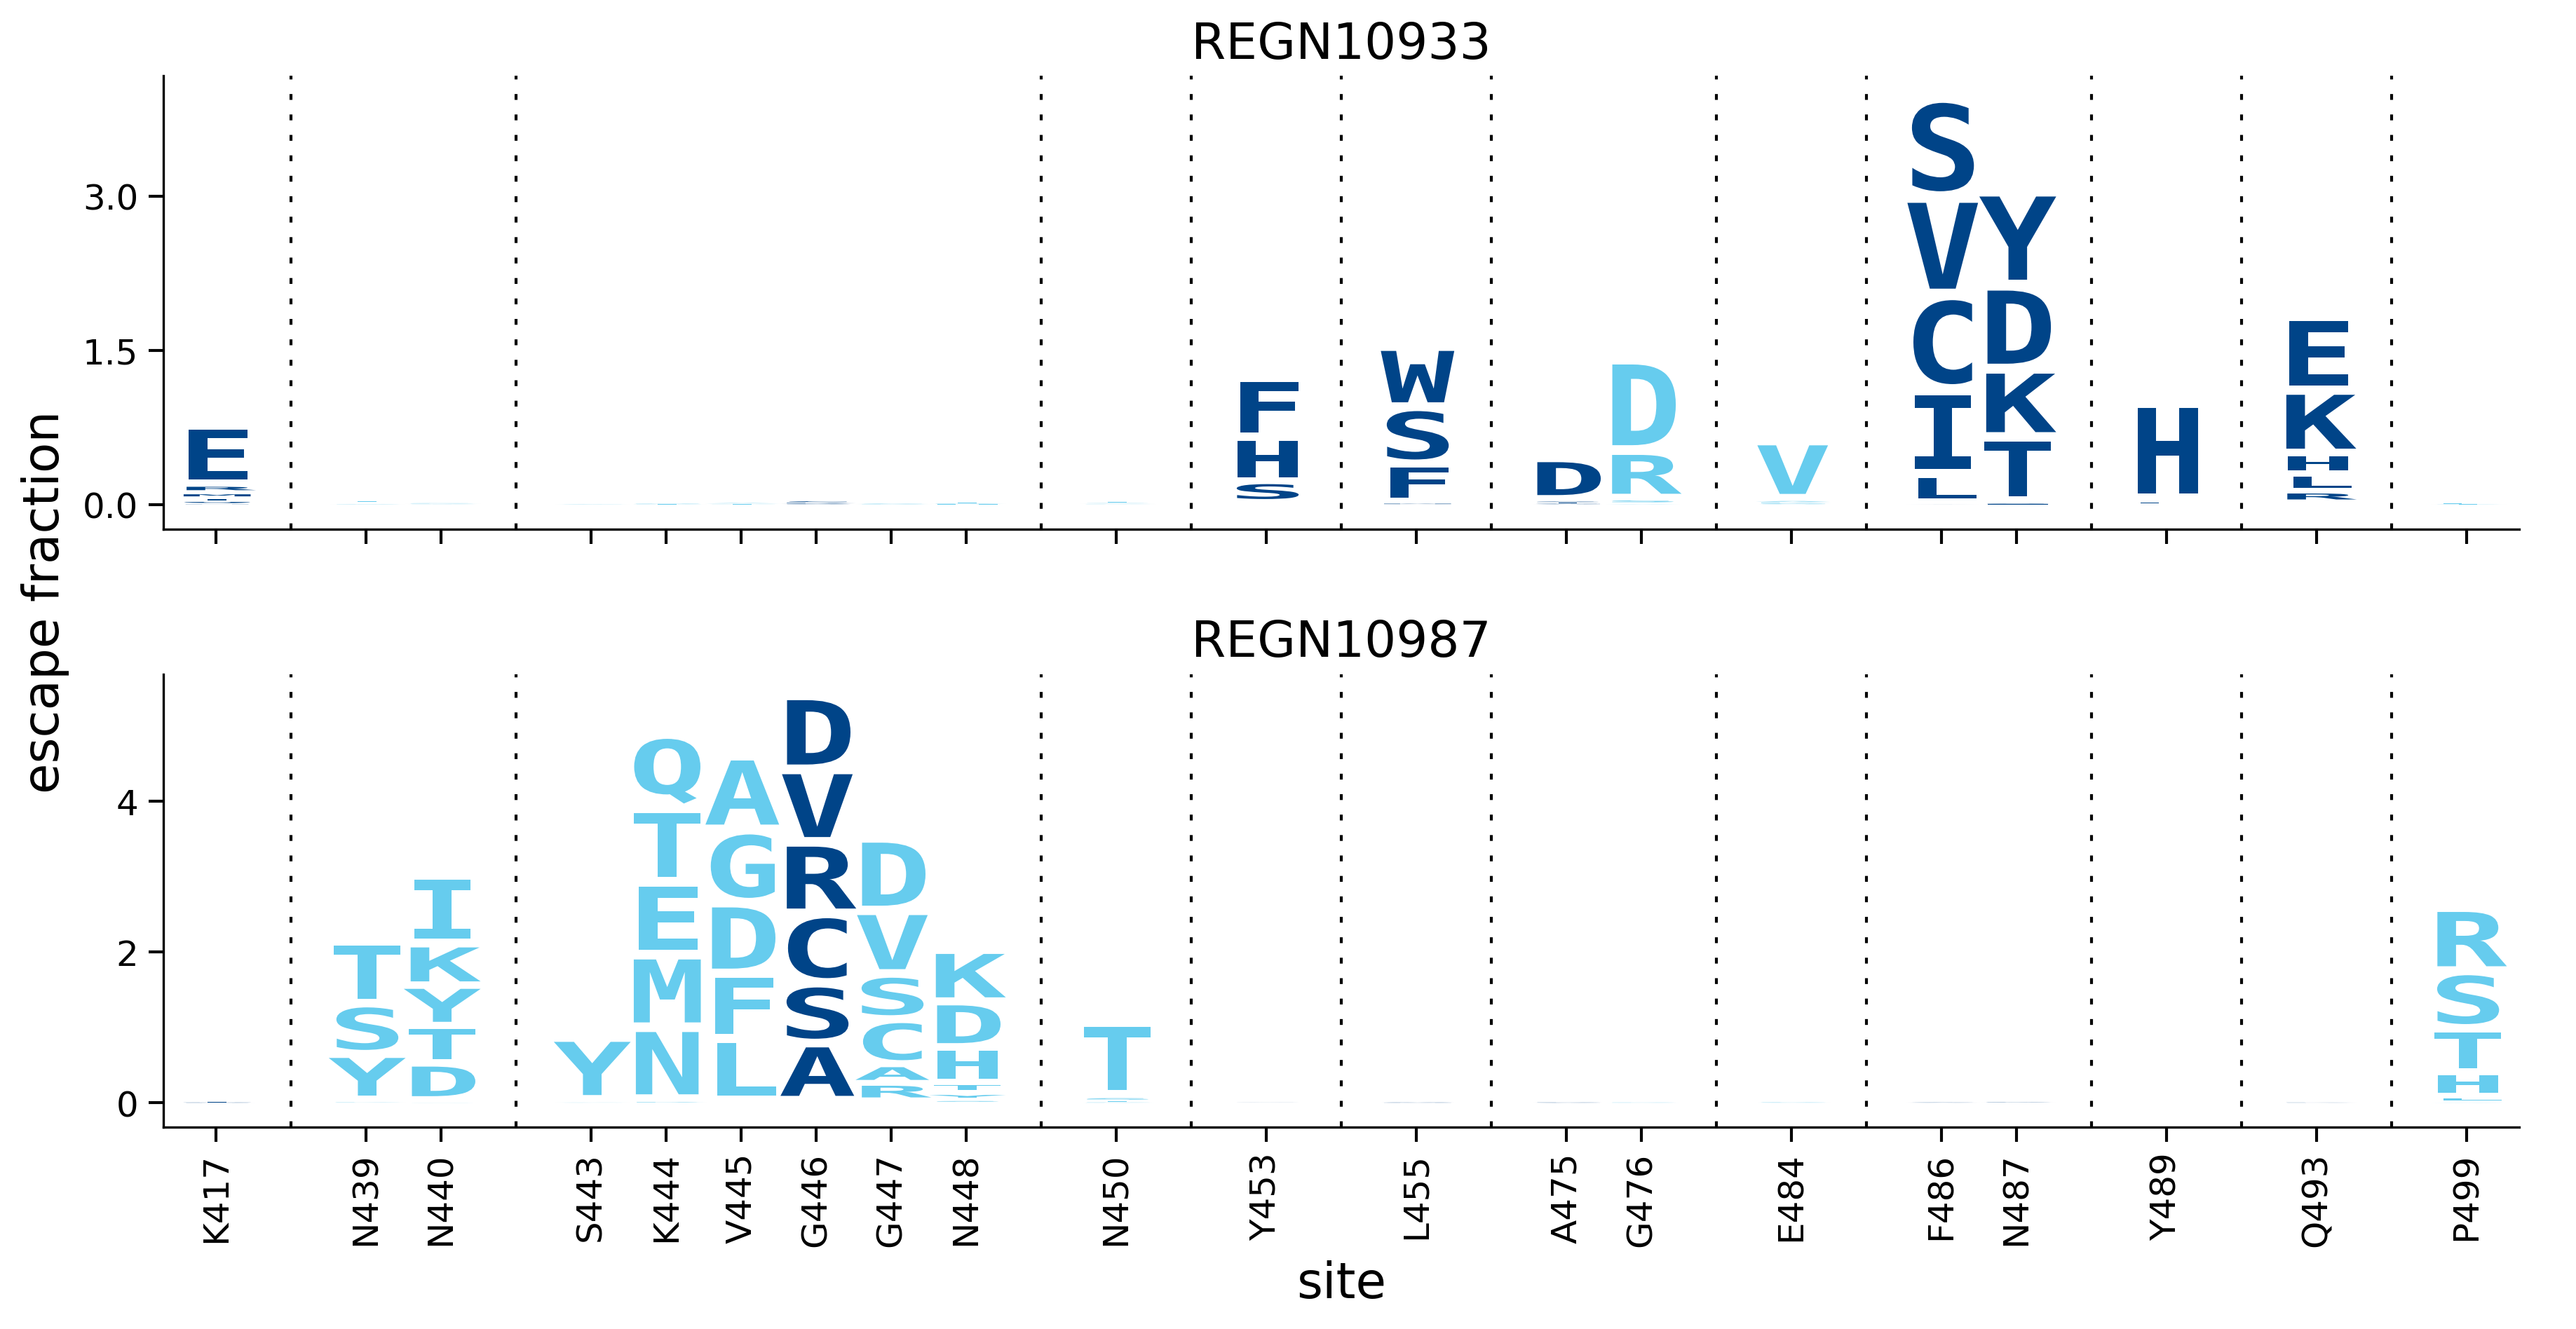 REGN10933
escape fraction
3.0
1.5
0.0
E
F
H
S
W
S
F
D
D
R
V
S
V
C
I
L
Y
D
K
T
H
E
K
H
L
R
REGN10987
4
2
0
T
S
Y
I
K
Y
T
D
Y
Q
T
E
M
N
A
G
D
F
L
D
V
R
C
S
A
D
V
S
C
A
R
K
D
H
T
R
S
T
H
K417
N439
N440
S443
K444
V445
G446
G447
N448
N450
Y453
L455
A475
G476
E484
F486
N487
Y489
Q493
P499
site